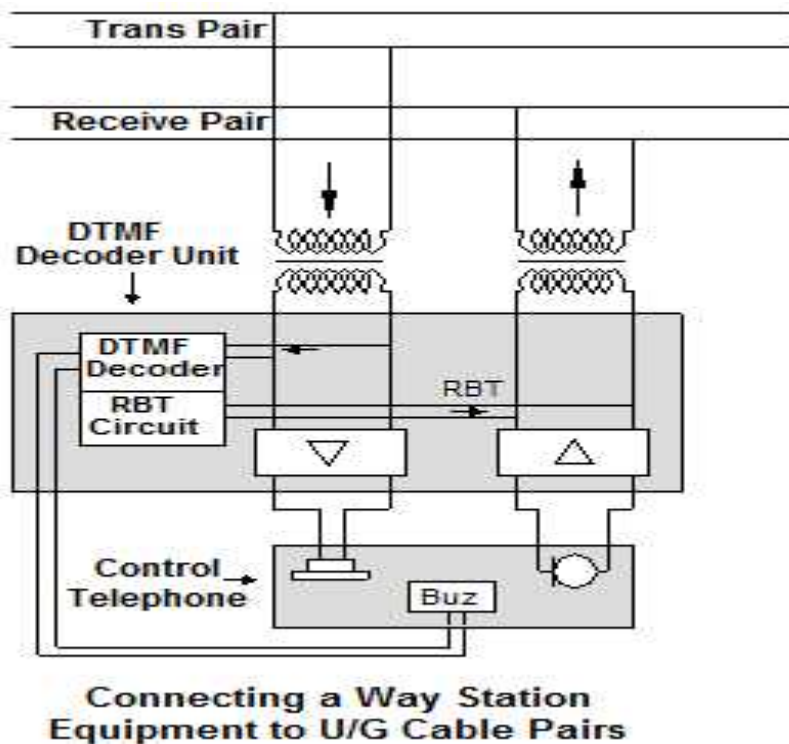 Trans Pair
Receive Pair
DTMF
Decoder Unit
DTMF
Decoder
RBT
Circuit
RBT
Control
Telephone
Buz
Connecting a Way Station
Equipment to U/G Cable Pairs